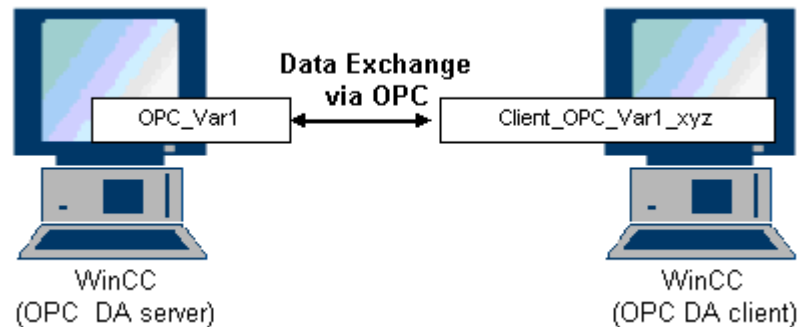 Data Exchange
via OPC
OPC_Var1
Client_OPC_Var1_xyz
WinCC
(OPC DA server)
WinCC
(OPC DA client)